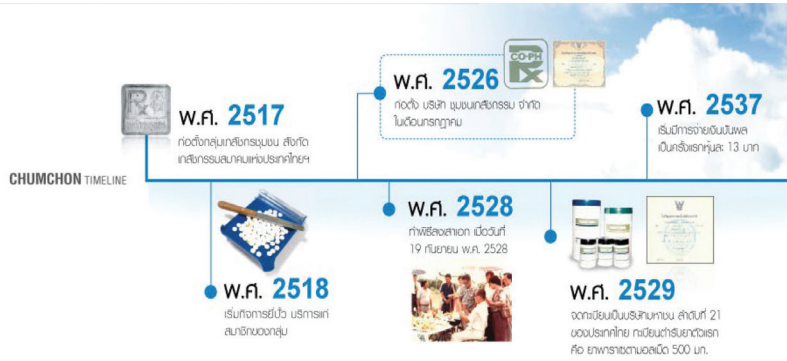 CO-PH
Rx
พ.ศ. 2517
ก่อตั้งกลุ่มเภสัชกรชุมชน สังกัด
เภสัชกรรมสมาคมแห่งประเทศไทยฯ
พ.ศ. 2526
ก่อตั้ง บริษัท ชุมชนเภสัชกรรม จำกัด
ในเดือนกรกฎาคม
พ.ศ. 2537
เริ่มมีการจ่ายเงินปันผล
เป็นครั้งแรกหุ้นละ 13 บาท
CHUMCHON TIMELINE
พ.ศ. 2518
เริ่มกิจการยี่ปั๊ว บริการแก่
สมาชิกของกลุ่ม
พ.ศ. 2528
ทำพิธีลงเสาเอก เมื่อวันที่
19 กันยายน พ.ศ. 2528
พ.ศ. 2529
จดทะเบียนเป็นบริษัทมหาชน ลำดับที่ 21
ของประเทศไทย ทะเบียนตำรับยาตัวแรก
คือ ยาพาราเซตามอลเม็ด 500 มก.